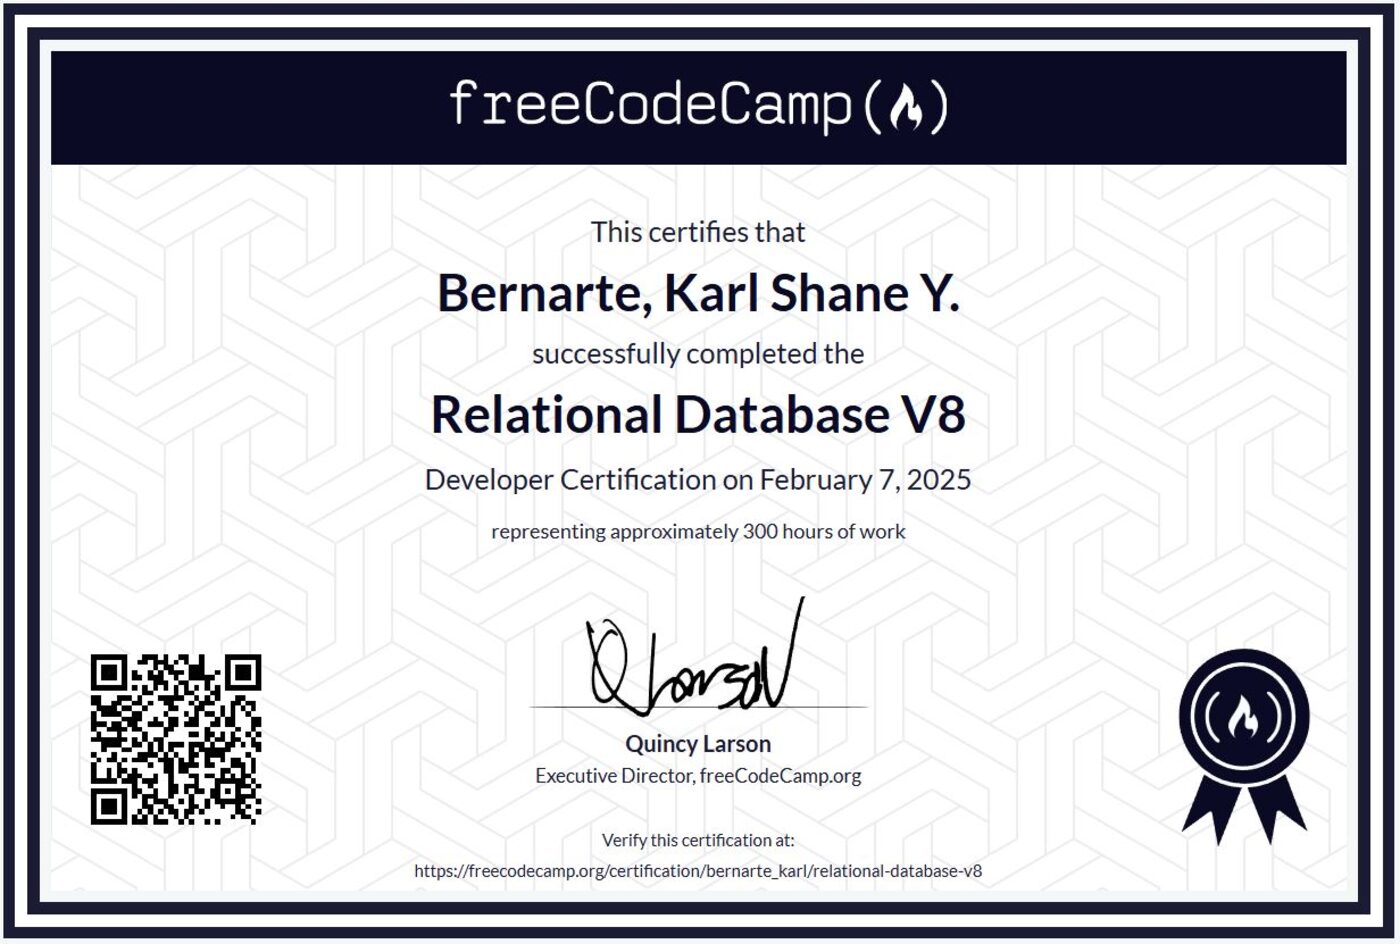 freeCodeCamp
This certifies that
Bernarte, Karl Shane Y.
successfully completed the
Relational Database V8
Developer Certification on February 7, 2025
representing approximately 300 hours of work
Q Larson
Quincy Larson
Executive Director, freeCodeCamp.org
Verify this certification at:
https://freecodecamp.org/certification/bernarte_karl/relational-database-v8